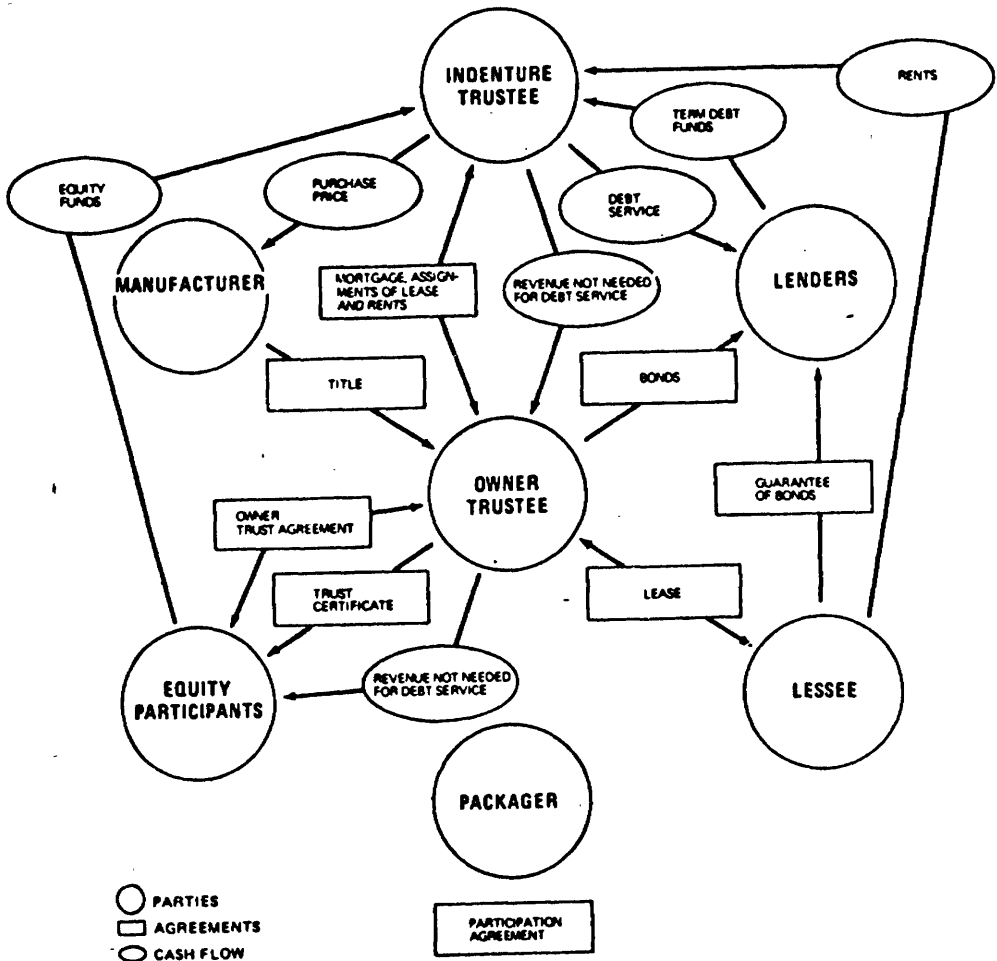 INDENTURE
TRUSTEE
RENTS
TERM DEBT
FUNDS
EQUITY
FUNDS
PURCHASE
PRICE
DEBT
SERVICE
MANUFACTURER
MORTGAGE, ASSIGN-
MENTS OF LEASE
AND RENTS
REVENUE NOT NEEDED
FOR DEBT SERVICE
LENDERS
TITLE
BONDS
OWNER
TRUSTEE
GUARANTEE
OF BONDS
OWNER
TRUST AGREEMENT
TRUST
CERTIFICATE
LEASE
EQUITY
PARTICIPANTS
REVENUE NOT NEEDED
FOR DEBT SERVICE
LESSEE
PACKAGER
PARTIES
AGREEMENTS
CASH FLOW
PARTICIPATION
AGREEMENT